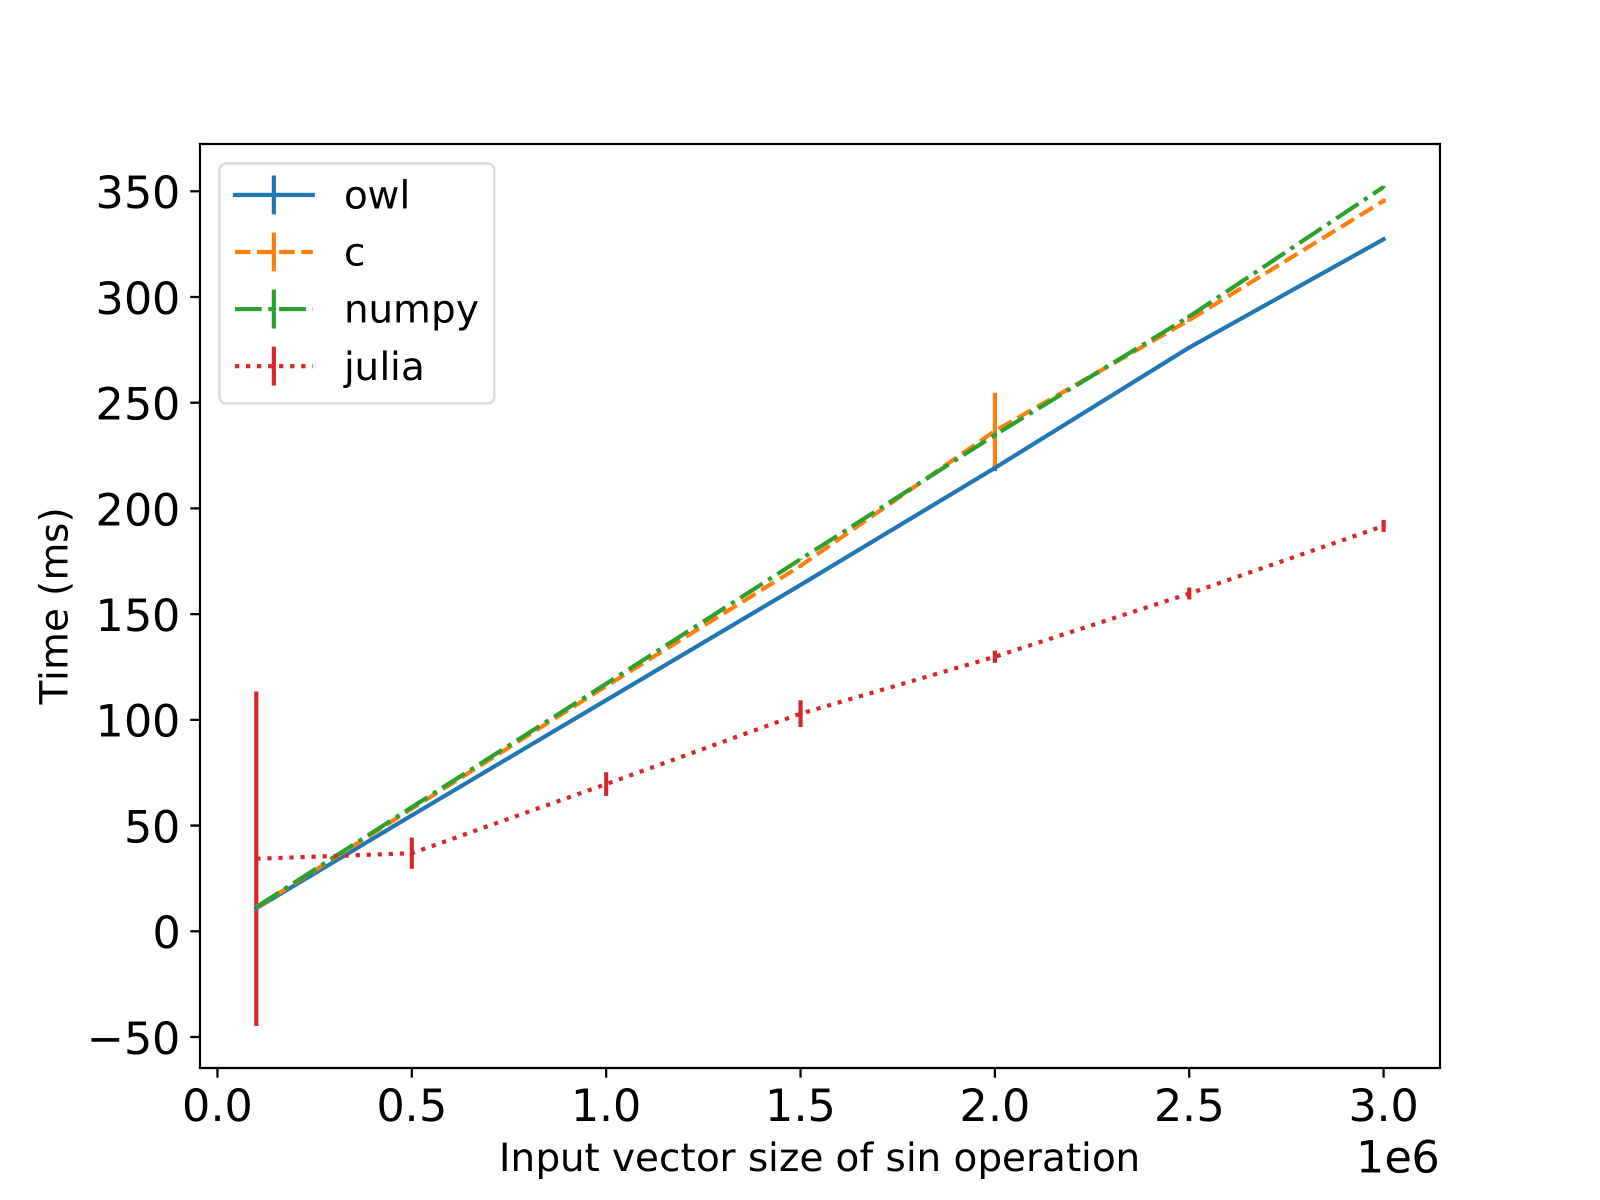 owl
c
numpy
julia
350
300
250
200
150
100
50
0
−50
Time (ms)
0.0 0.5 1.0 1.5 2.0 2.5 3.0
Input vector size of sin operation
1e6